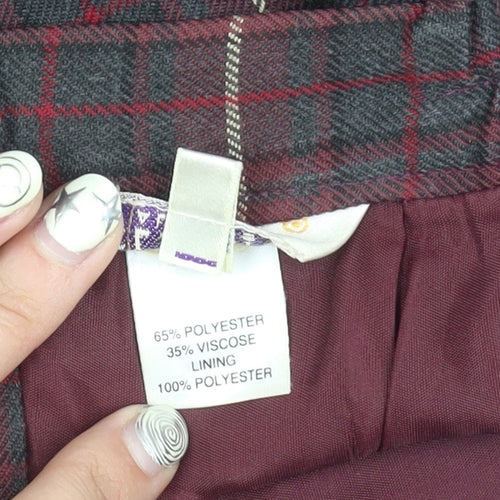 65% POLYESTER
35% VISCOSE
LINING
100% POLYESTER